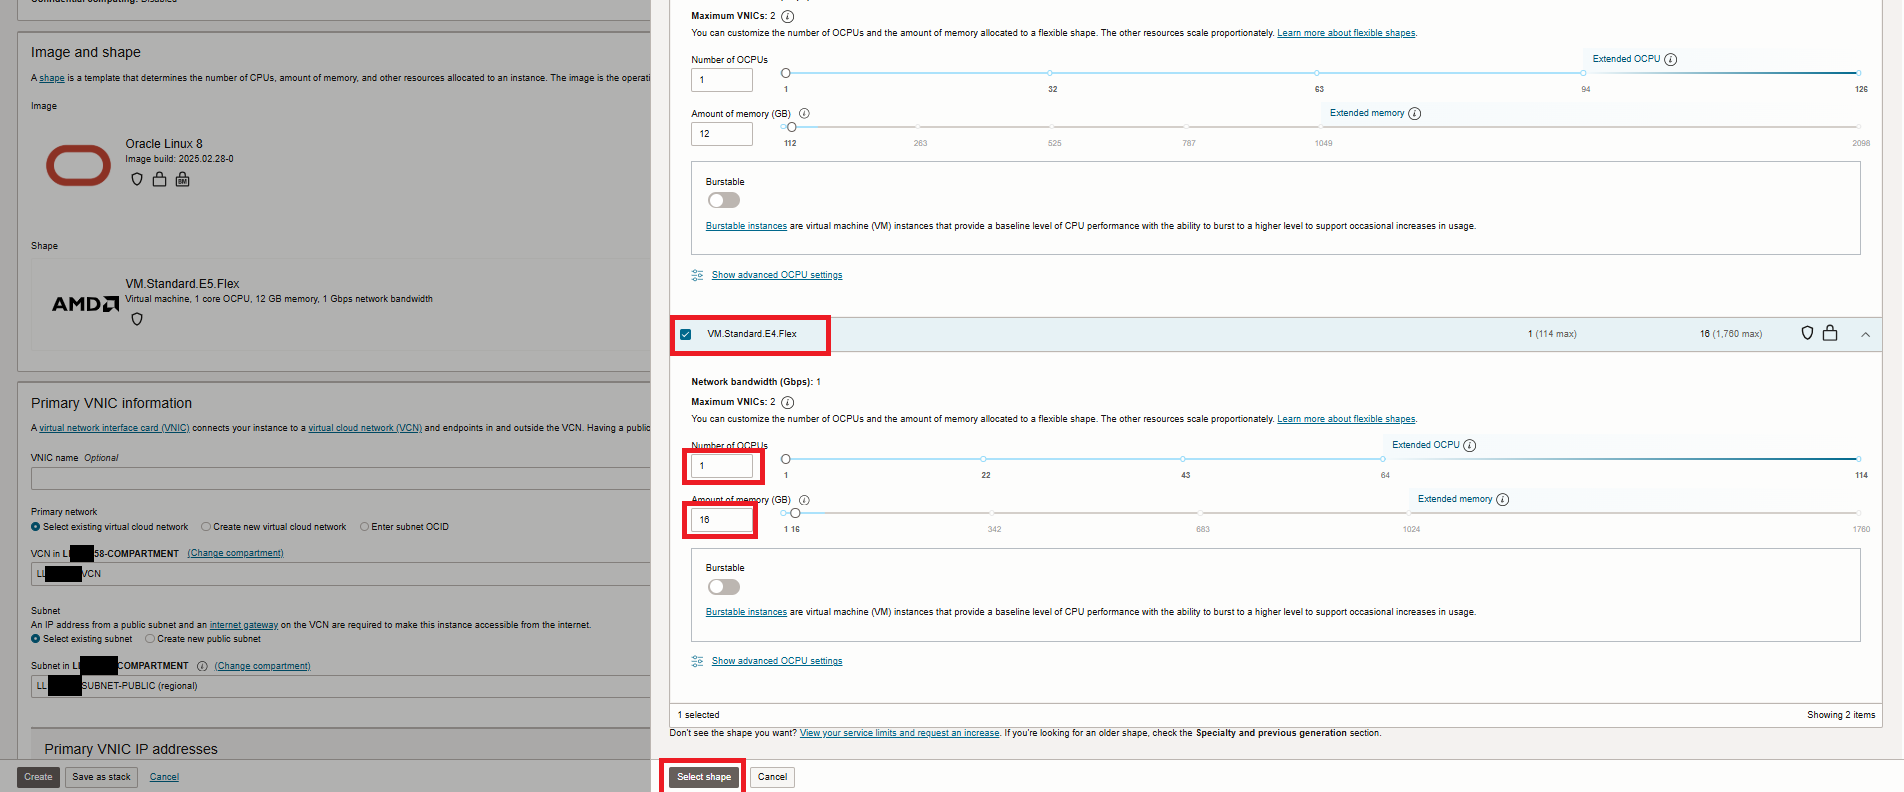 Confidential computing: Disabled
Image and shape
A shape is a template that determines the number of CPUs, amount of memory, and other resources allocated to an instance. The image is the operati
Image
Oracle Linux 8
Image build: 2025.02.28-0
BM
Shape
AMD
VM.Standard.E5.Flex
Virtual machine, 1 core OCPU, 12 GB memory, 1 Gbps network bandwidth
Primary VNIC information
A virtual network interface card (VNIC) connects your instance to a virtual cloud network (VCN) and endpoints in and outside the VCN. Having a public
VNIC name Optional
Primary network
Select existing virtual cloud network Create new virtual cloud network Enter subnet OCID
VCN in LL 58-COMPARTMENT (Change compartment)
LL VCN
Subnet
An IP address from a public subnet and an internet gateway on the VCN are required to make this instance accessible from the internet.
Select existing subnet Create new public subnet
Subnet in LL COMPARTMENT (Change compartment)
LL SUBNET-PUBLIC (regional)
Primary VNIC IP addresses
Create Save as stack Cancel
Maximum VNICs: 2
You can customize the number of OCPUs and the amount of memory allocated to a flexible shape. The other resources scale proportionately. Learn more about flexible shapes.
Number of OCPUs
Extended OCPU
1
1 32 63 94 126
Amount of memory (GB)
Extended memory
12
1 12 263 525 787 1049 2098
Burstable
Burstable instances are virtual machine (VM) instances that provide a baseline level of CPU performance with the ability to burst to a higher level to support occasional increases in usage.
Show advanced OCPU settings
VM.Standard.E4.Flex 1 (114 max) 16 (1,760 max)
Network bandwidth (Gbps): 1
Maximum VNICs: 2
You can customize the number of OCPUs and the amount of memory allocated to a flexible shape. The other resources scale proportionately. Learn more about flexible shapes.
Number of OCPUs
Extended OCPU
1
1 22 43 64 114
Amount of memory (GB)
Extended memory
16
1 16 342 683 1024 1760
Burstable
Burstable instances are virtual machine (VM) instances that provide a baseline level of CPU performance with the ability to burst to a higher level to support occasional increases in usage.
Show advanced OCPU settings
1 selected Showing 2 items
Don't see the shape you want? View your service limits and request an increase. If you're looking for an older shape, check the Specialty and previous generation section.
Select shape Cancel